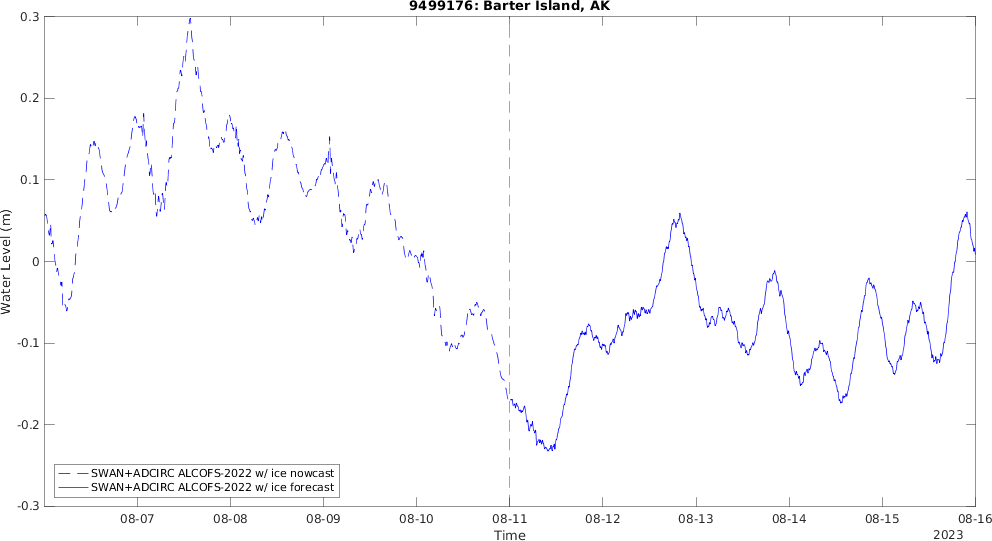 9499176: Barter Island, AK
0.3
0.2
0.1
0
-0.1
-0.2
-0.3
Water Level (m)
SWAN+ADCIRC ALCOFS-2022 w/ ice nowcast
SWAN+ADCIRC ALCOFS-2022 w/ ice forecast
08-07 08-08 08-09 08-10 08-11 08-12 08-13 08-14 08-15 08-16
Time
2023